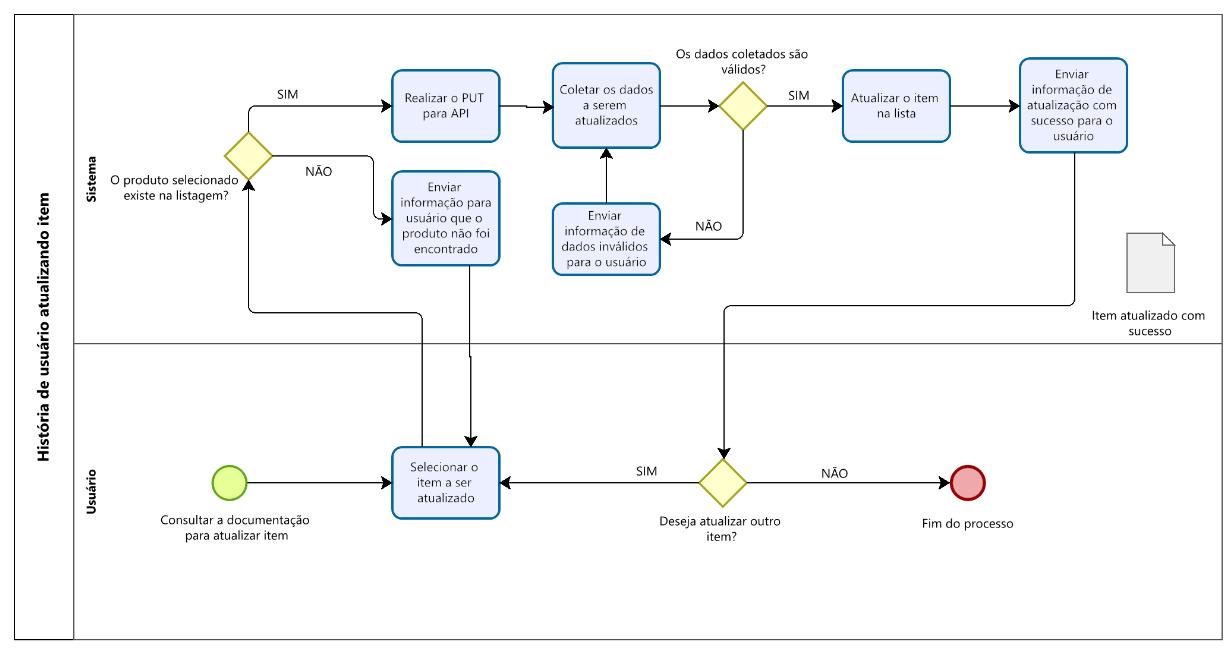 História de usuário atualizando item
Sistema
O produto selecionado
existe na listagem?
SIM
NÃO
Realizar o PUT
para API
Enviar
informação para
usuário que o
produto não foi
encontrado
Coletar os dados
a serem
atualizados
Enviar
informação de
dados inválidos
para o usuário
Os dados coletados são
válidos?
SIM
NÃO
Atualizar o item
na lista
Enviar
informação de
atualização com
sucesso para o
usuário
Item atualizado com
sucesso
Usuário
Consultar a documentação
para atualizar item
Selecionar o
item a ser
atualizado
SIM
Deseja atualizar outro
item?
NÃO
Fim do processo